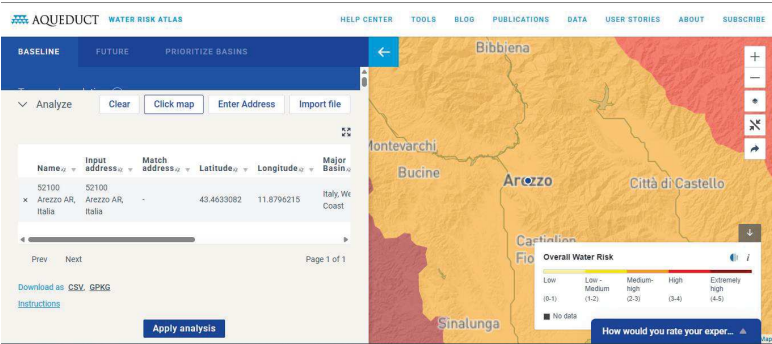 AQUEDUCT WATER RISK ATLAS
HELP CENTER TOOLS BLOG PUBLICATIONS DATA USER STORIES ABOUT SUBSCRIBE
BASELINE FUTURE PRIORITIZE BASINS
Analyze Clear Click map Enter Address Import file
Name Input address Match address Latitude Longitude Major Basin
× 52100 Arezzo AR, Italia 52100 Arezzo AR, Italia - 43.4633082 11.8796215 Italy, We Coast
Prev Next Page 1 of 1
Download as CSV, GPKG
Instructions
Apply analysis
Bibbiena
Montevarchi
Bucine
Arezzo
Città di Castello
Castiglion
Fio
Sinalunga
Overall Water Risk i
Low Low - Medium Medium-high High Extremely high
(0-1) (1-2) (2-3) (3-4) (4-5)
No data
How would you rate your exper...
Map